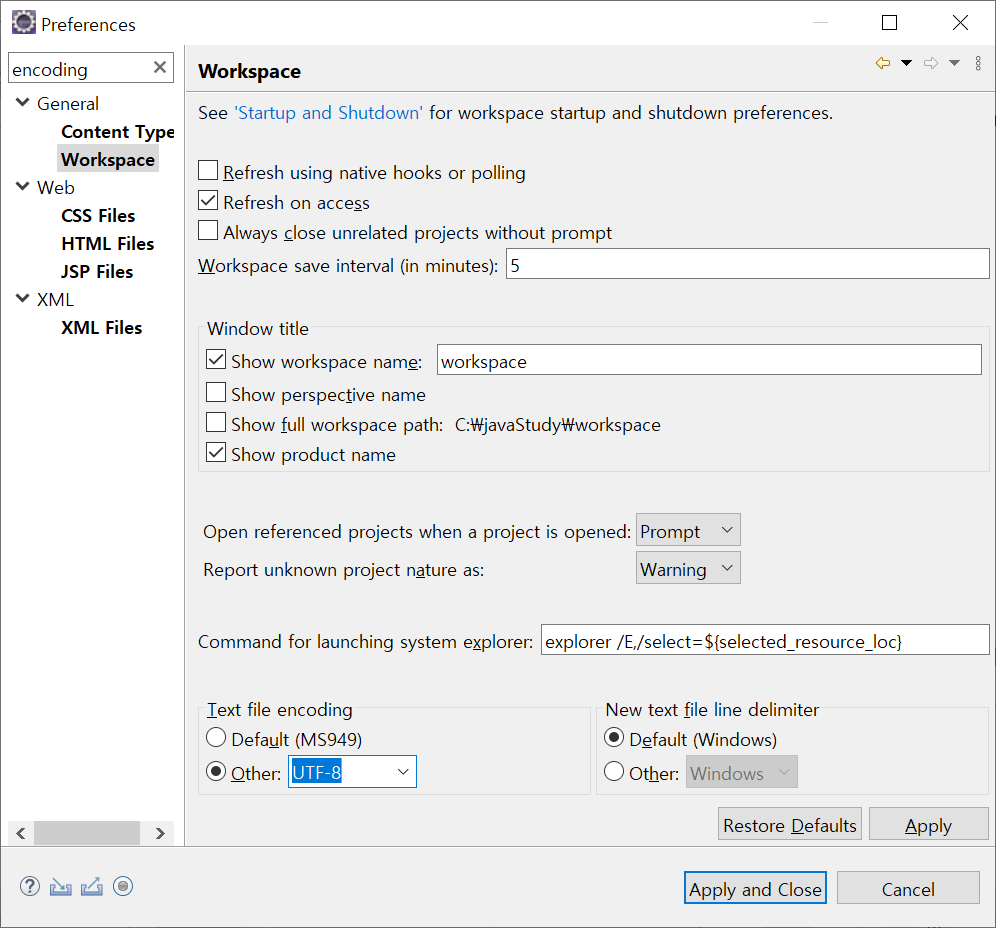 Preferences
encoding
General
Content Type
Workspace
Web
CSS Files
HTML Files
JSP Files
XML
XML Files
Workspace
See 'Startup and Shutdown' for workspace startup and shutdown preferences.
Refresh using native hooks or polling
Refresh on access
Always close unrelated projects without prompt
Workspace save interval (in minutes): 5
Window title
Show workspace name: workspace
Show perspective name
Show full workspace path: C:₩javaStudy₩workspace
Show product name
Open referenced projects when a project is opened: Prompt
Report unknown project nature as: Warning
Command for launching system explorer: explorer /E,/select=${selected_resource_loc}
Text file encoding
Default (MS949)
Other: UTF-8
New text file line delimiter
Default (Windows)
Other: Windows
Restore Defaults Apply
Apply and Close Cancel